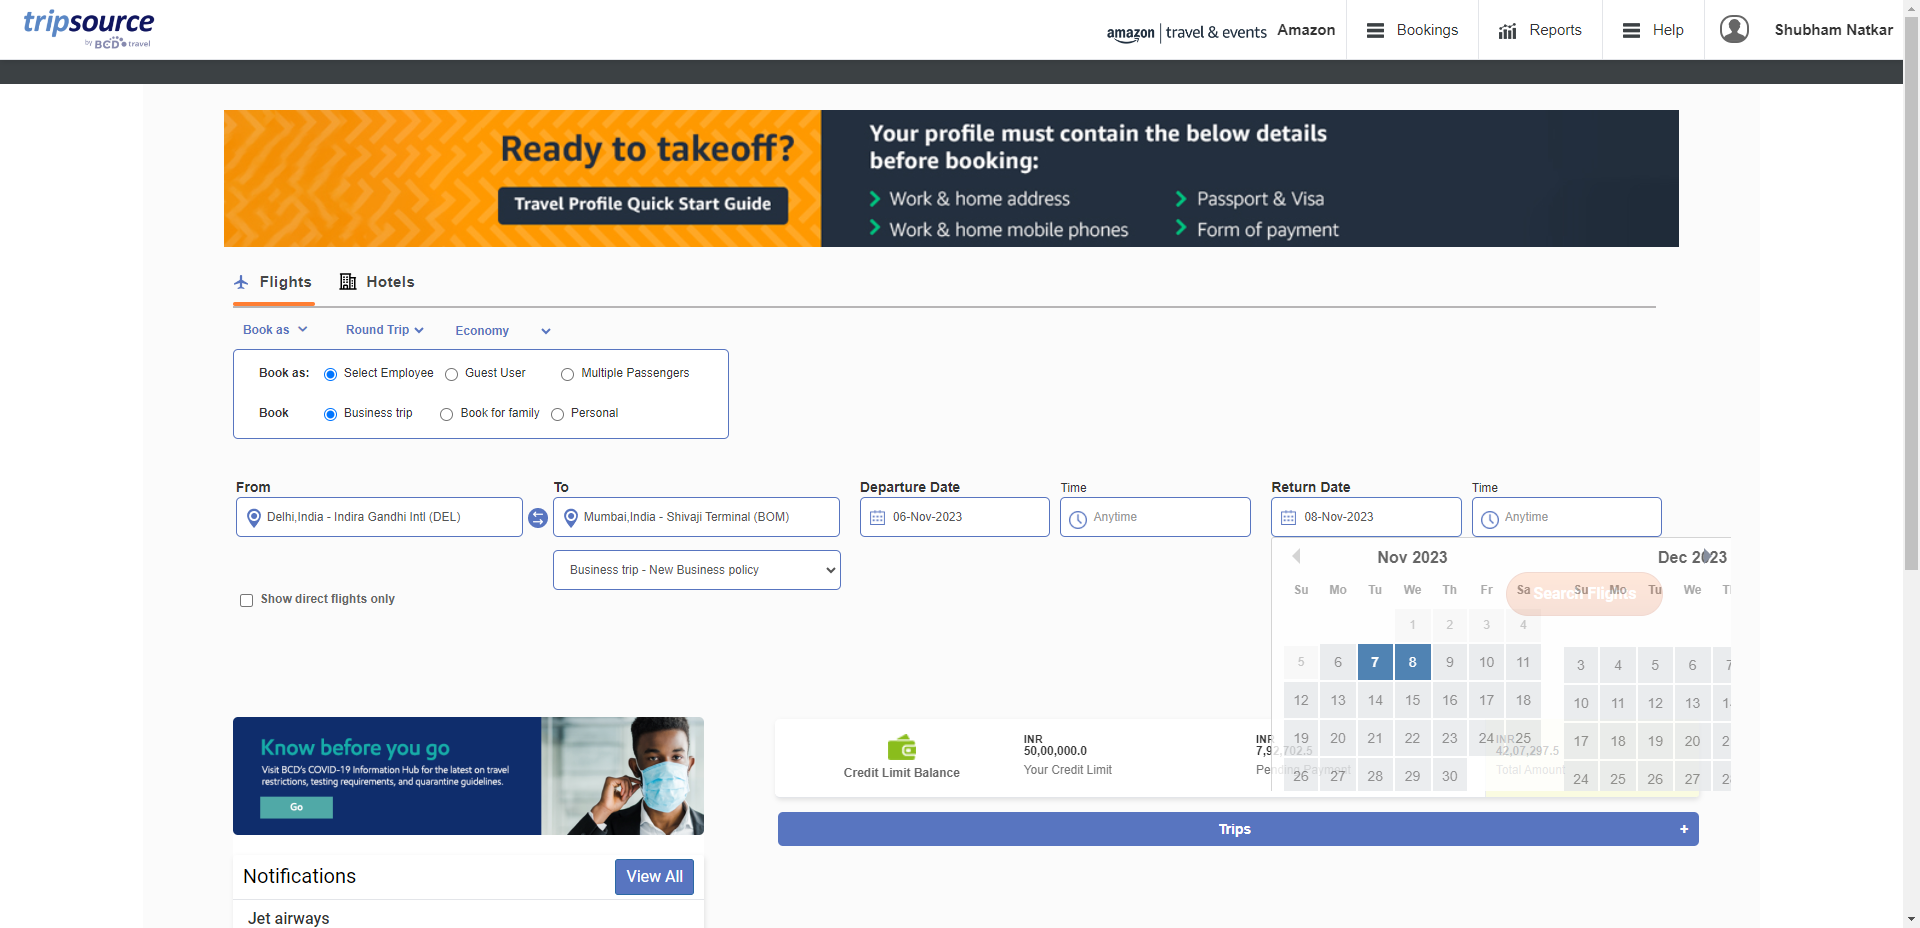 tripsource
by BCD travel
amazon travel & events Amazon
Bookings
Reports
Help
Shubham Natkar
Ready to takeoff?
Travel Profile Quick Start Guide
Your profile must contain the below details
before booking:
Work & home address
Passport & Visa
Work & home mobile phones
Form of payment
Flights
Hotels
Book as
Round Trip
Economy
Book as: Select Employee Guest User Multiple Passengers
Book Business trip Book for family Personal
From
To
Departure Date
Time
Return Date
Time
Delhi,India - Indira Gandhi Intl (DEL)
Mumbai,India - Shivaji Terminal (BOM)
06-Nov-2023
Anytime
08-Nov-2023
Anytime
Business trip - New Business policy
Show direct flights only
Nov 2023
Su Mo Tu We Th Fr Sa
1 2 3 4
5 6 7 8 9 10 11
12 13 14 15 16 17 18
19 20 21 22 23 24 25
26 27 28 29 30
Dec 2023
Su Mo Tu We
3 4 5 6 7
10 11 12 13
17 18 19 20
24 25 26 27
Search Flights
Know before you go
Visit BCD's COVID-19 Information Hub for the latest on travel
restrictions, testing requirements, and quarantine guidelines.
Go
Credit Limit Balance
INR
50,00,000.0
Your Credit Limit
INR
7,92,702.5
Pending Payment
INR
42,07,297.5
Total Amount
Trips +
Notifications
View All
Jet airways